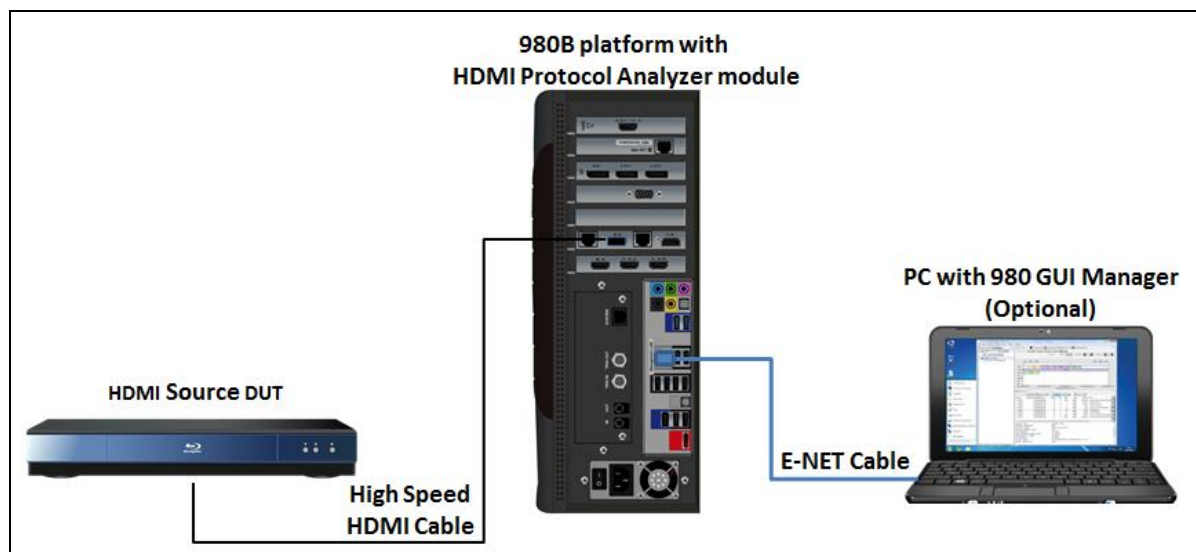 980B platform with
HDMI Protocol Analyzer module
PC with 980 GUI Manager
(Optional)
HDMI Source DUT
High Speed
HDMI Cable
E-NET Cable